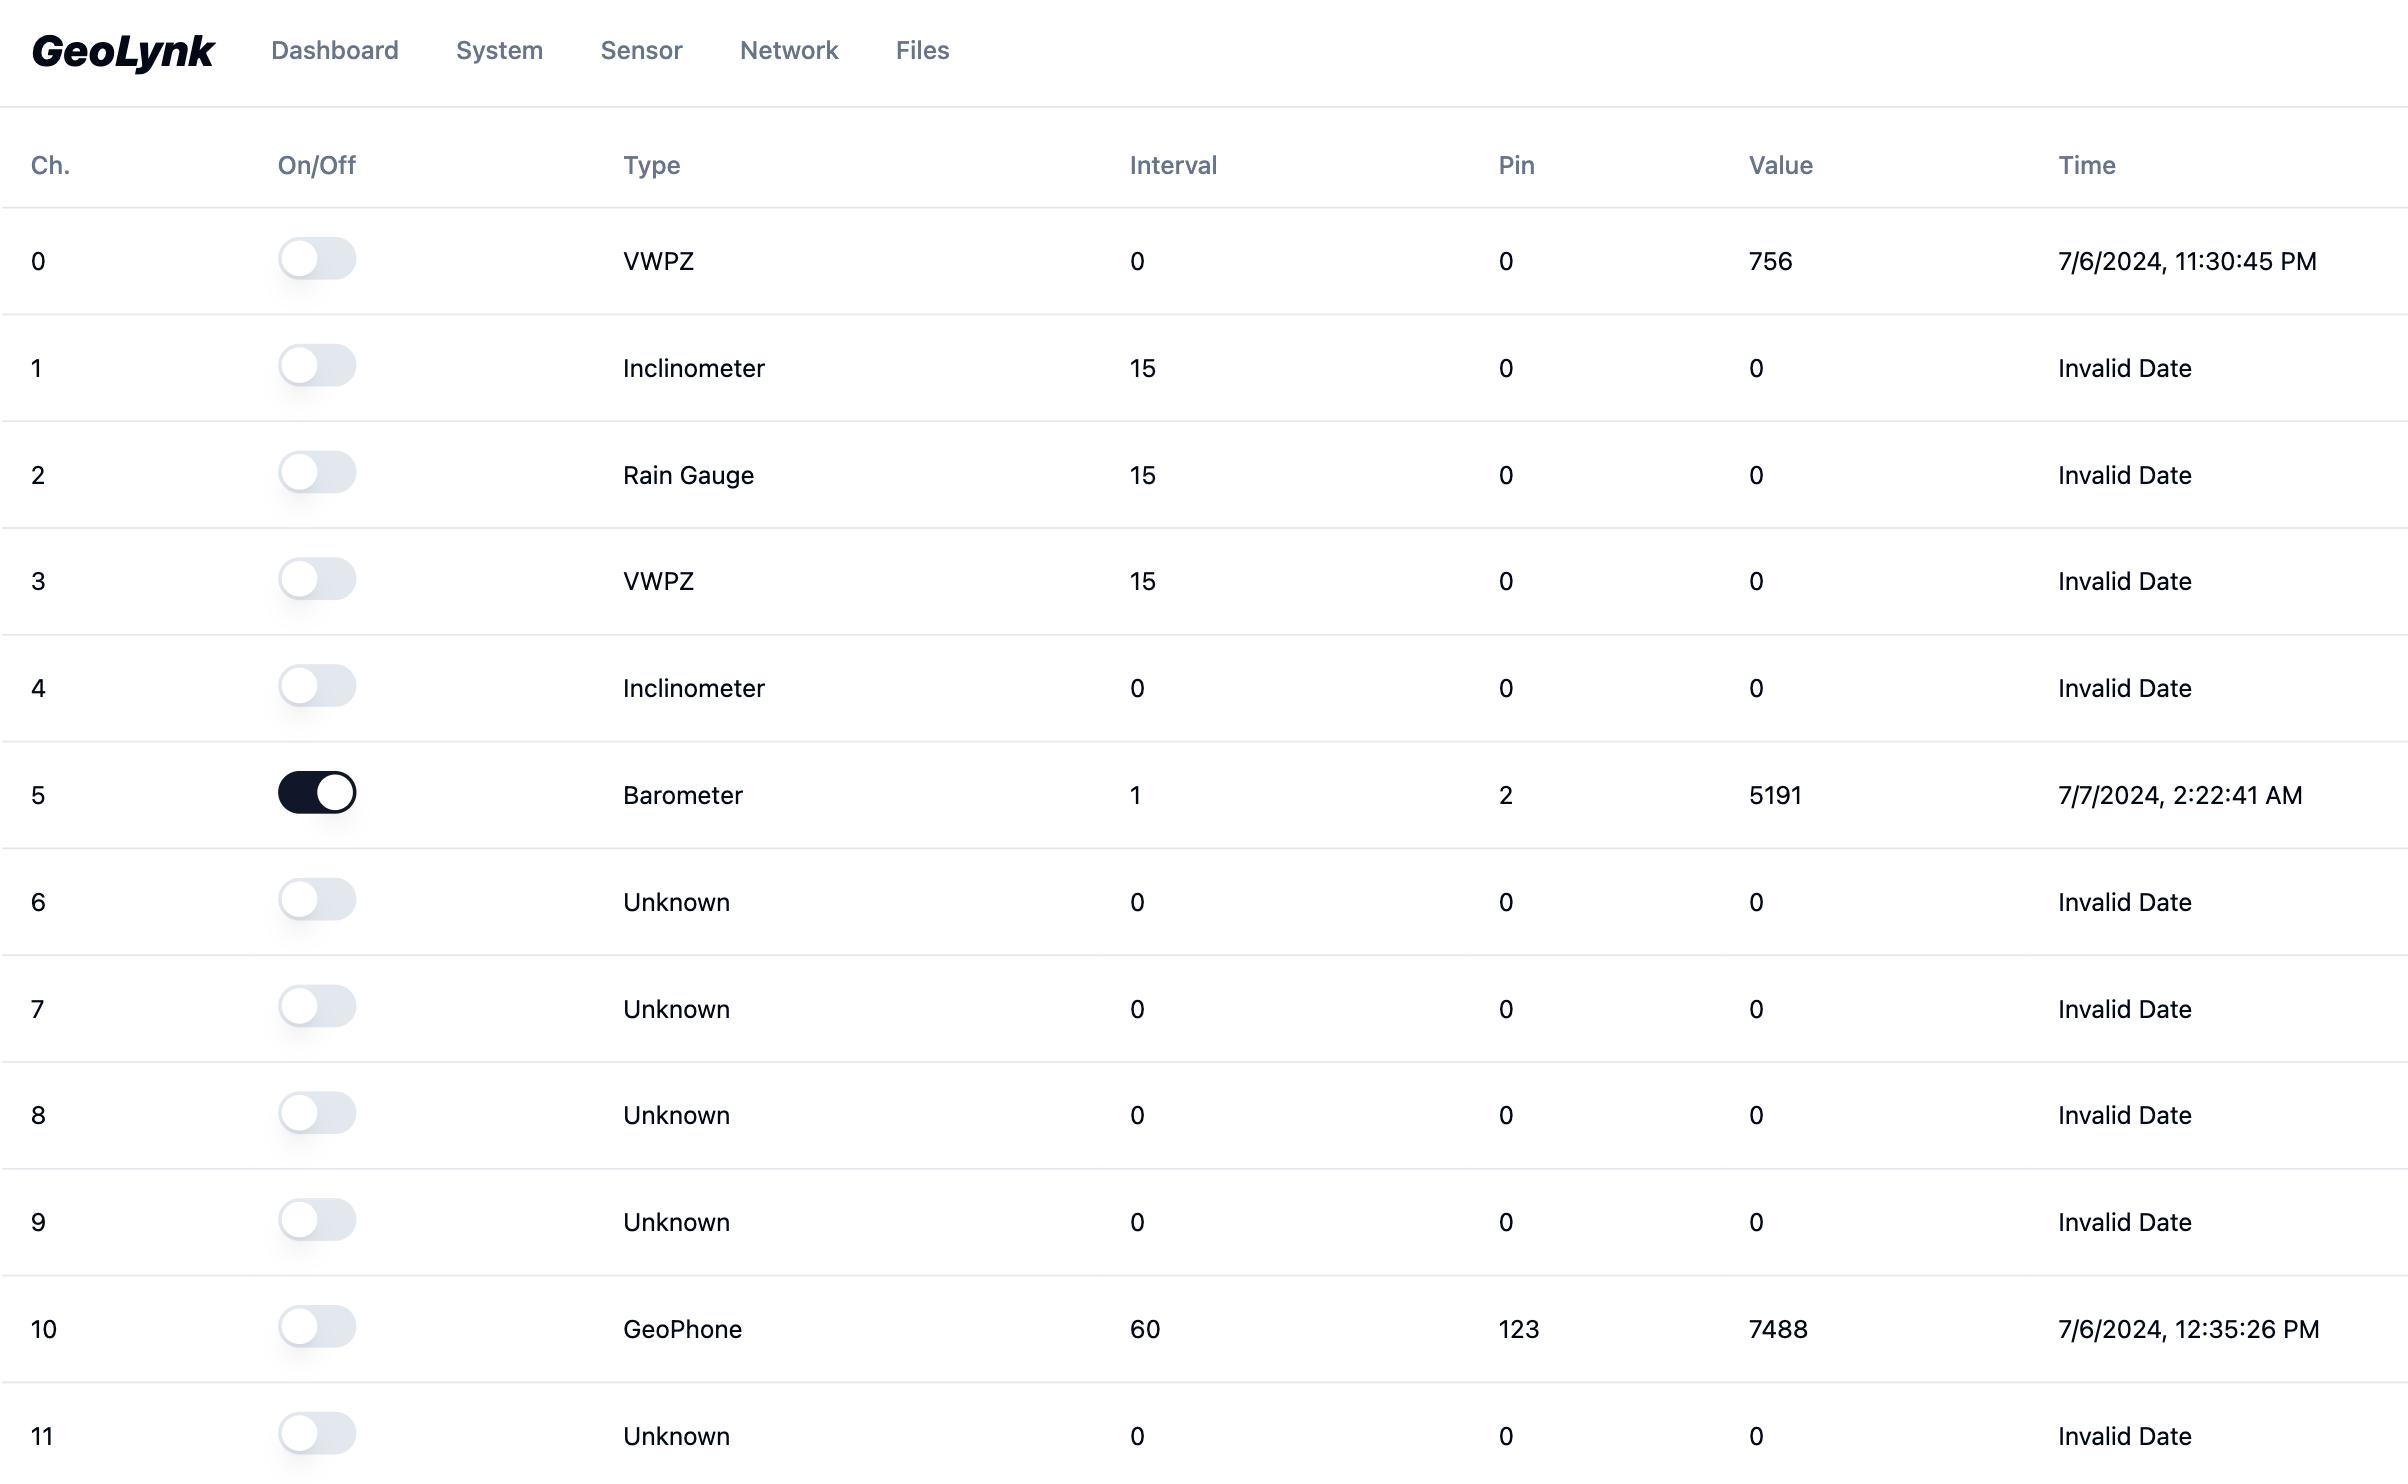 GeoLynk Dashboard System Sensor Network Files
Ch. On/Off Type Interval Pin Value Time
0 VWPZ 0 0 756 7/6/2024, 11:30:45 PM
1 Inclinometer 15 0 0 Invalid Date
2 Rain Gauge 15 0 0 Invalid Date
3 VWPZ 15 0 0 Invalid Date
4 Inclinometer 0 0 0 Invalid Date
5 Barometer 1 2 5191 7/7/2024, 2:22:41 AM
6 Unknown 0 0 0 Invalid Date
7 Unknown 0 0 0 Invalid Date
8 Unknown 0 0 0 Invalid Date
9 Unknown 0 0 0 Invalid Date
10 GeoPhone 60 123 7488 7/6/2024, 12:35:26 PM
11 Unknown 0 0 0 Invalid Date